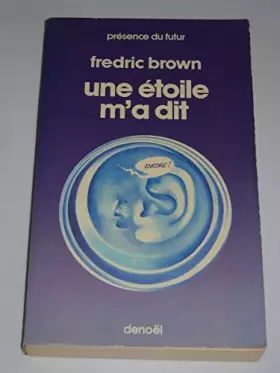 présence du futur
fredric brown
une étoile
m'a dit
ENCORE!
denoël